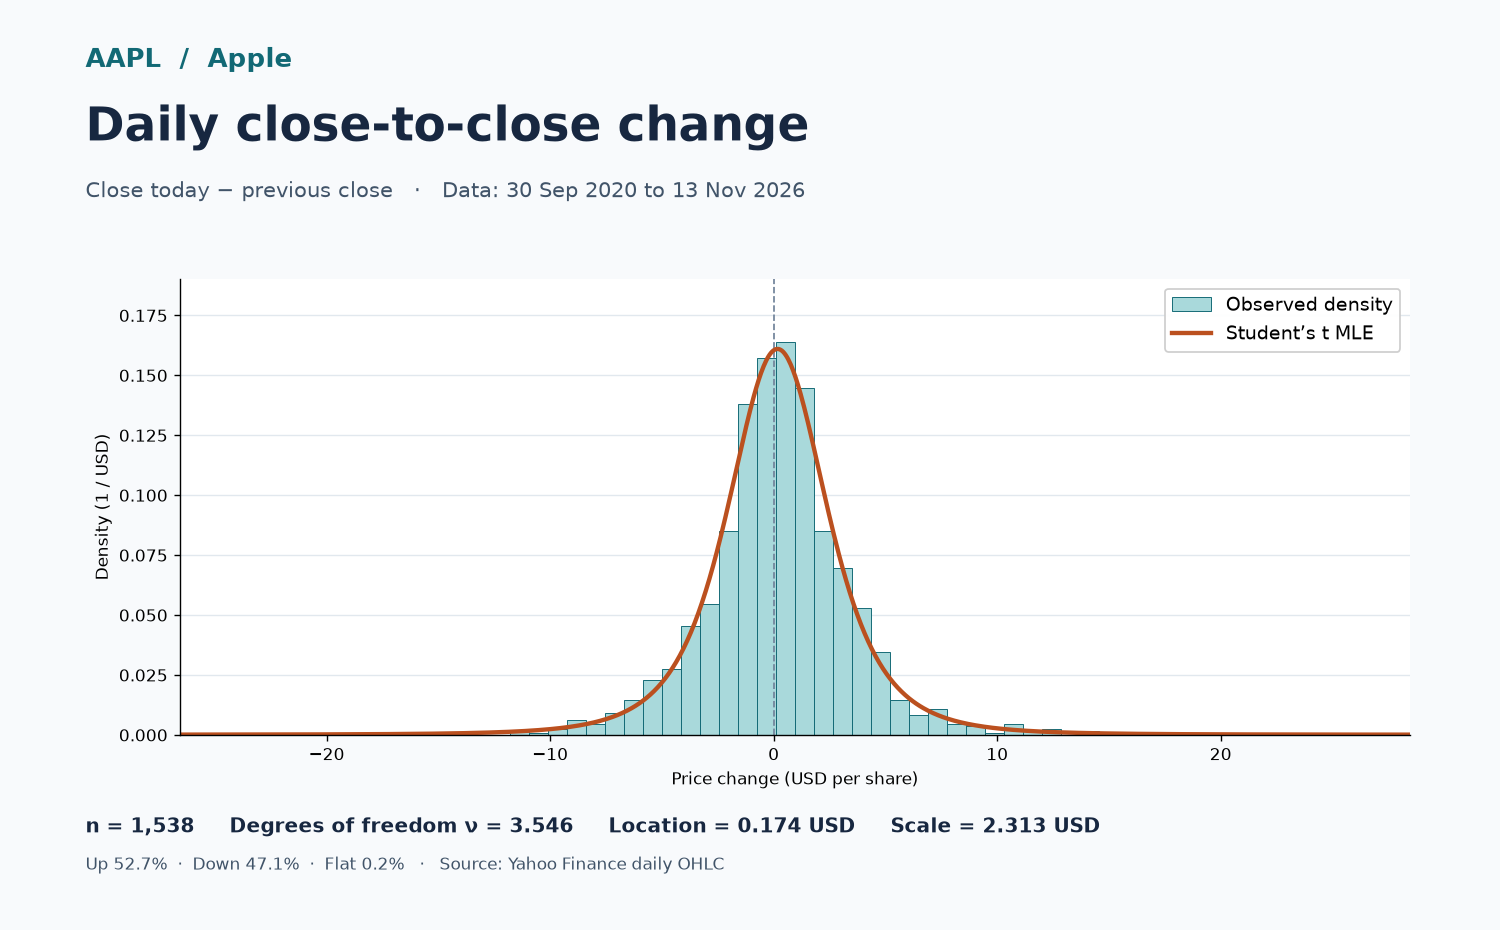 AAPL / Apple
Daily close-to-close change
Close today − previous close · Data: 30 Sep 2020 to 13 Nov 2026
Observed density
Student’s t MLE
0.175
0.150
0.125
0.100
0.075
0.050
0.025
0.000
Density (1 / USD)
−20 −10 0 10 20
Price change (USD per share)
n = 1,538 Degrees of freedom ν = 3.546 Location = 0.174 USD Scale = 2.313 USD
Up 52.7% · Down 47.1% · Flat 0.2% · Source: Yahoo Finance daily OHLC